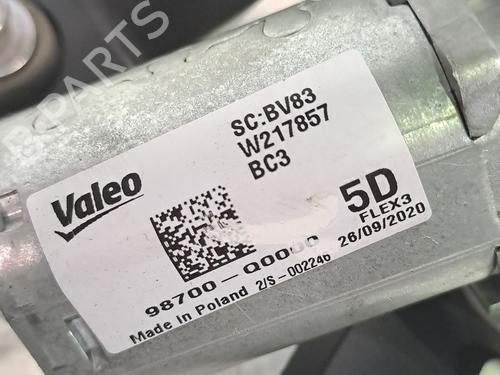 SC:BV83
W217857
BC3
Valeo
5D
FLEX3
26/09/2020
98700-Q0000
Made In Poland 2/S-002246
B-PARTS